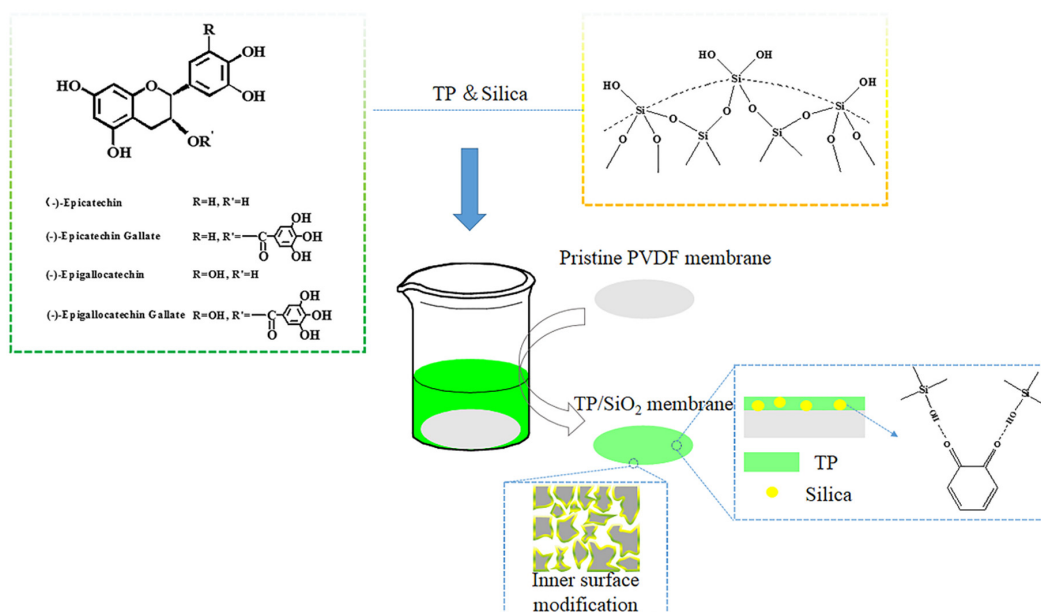 R
OH
HO
O
OH
OR'
OH
(-)-Epicatechin R=H, R'=H
(-)-Epicatechin Gallate R=H, R'= C O OH OH OH
(-)-Epigallocatechin R=OH, R'=H
(-)-Epigallocatechin Gallate R=OH, R'= C O OH OH OH
TP & Silica
HO OH
HO Si OH
Si O O Si
O Si O O Si O
O O
Pristine PVDF membrane
TP/SiO₂ membrane
TP
Silica
Si Si
OH HO
O O
Inner surface
modification